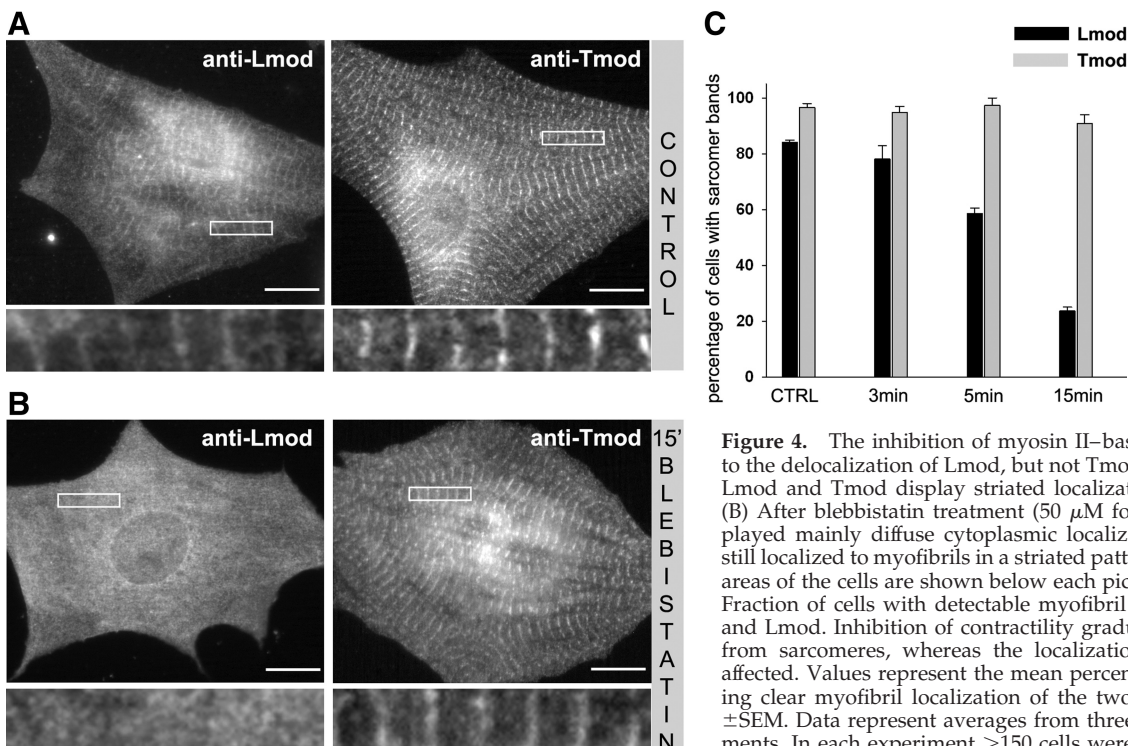 A
anti-Lmod
anti-Tmod
CONTROL
B
anti-Lmod
anti-Tmod
15'
BLEBISTATIN
C
Lmod
Tmod
percentage of cells with sarcomer bands
100
80
60
40
20
0
CTRL 3min 5min 15min
Figure 4. The inhibition of myosin II–bas
to the delocalization of Lmod, but not Tmo
Lmod and Tmod display striated localizat
(B) After blebbistatin treatment (50 μM fo
played mainly diffuse cytoplasmic localiz
still localized to myofibrils in a striated patt
areas of the cells are shown below each pic
Fraction of cells with detectable myofibril
and Lmod. Inhibition of contractility gradu
from sarcomeres, whereas the localizatio
affected. Values represent the mean percen
ing clear myofibril localization of the two
±SEM. Data represent averages from three
ments. In each experiment >150 cells were